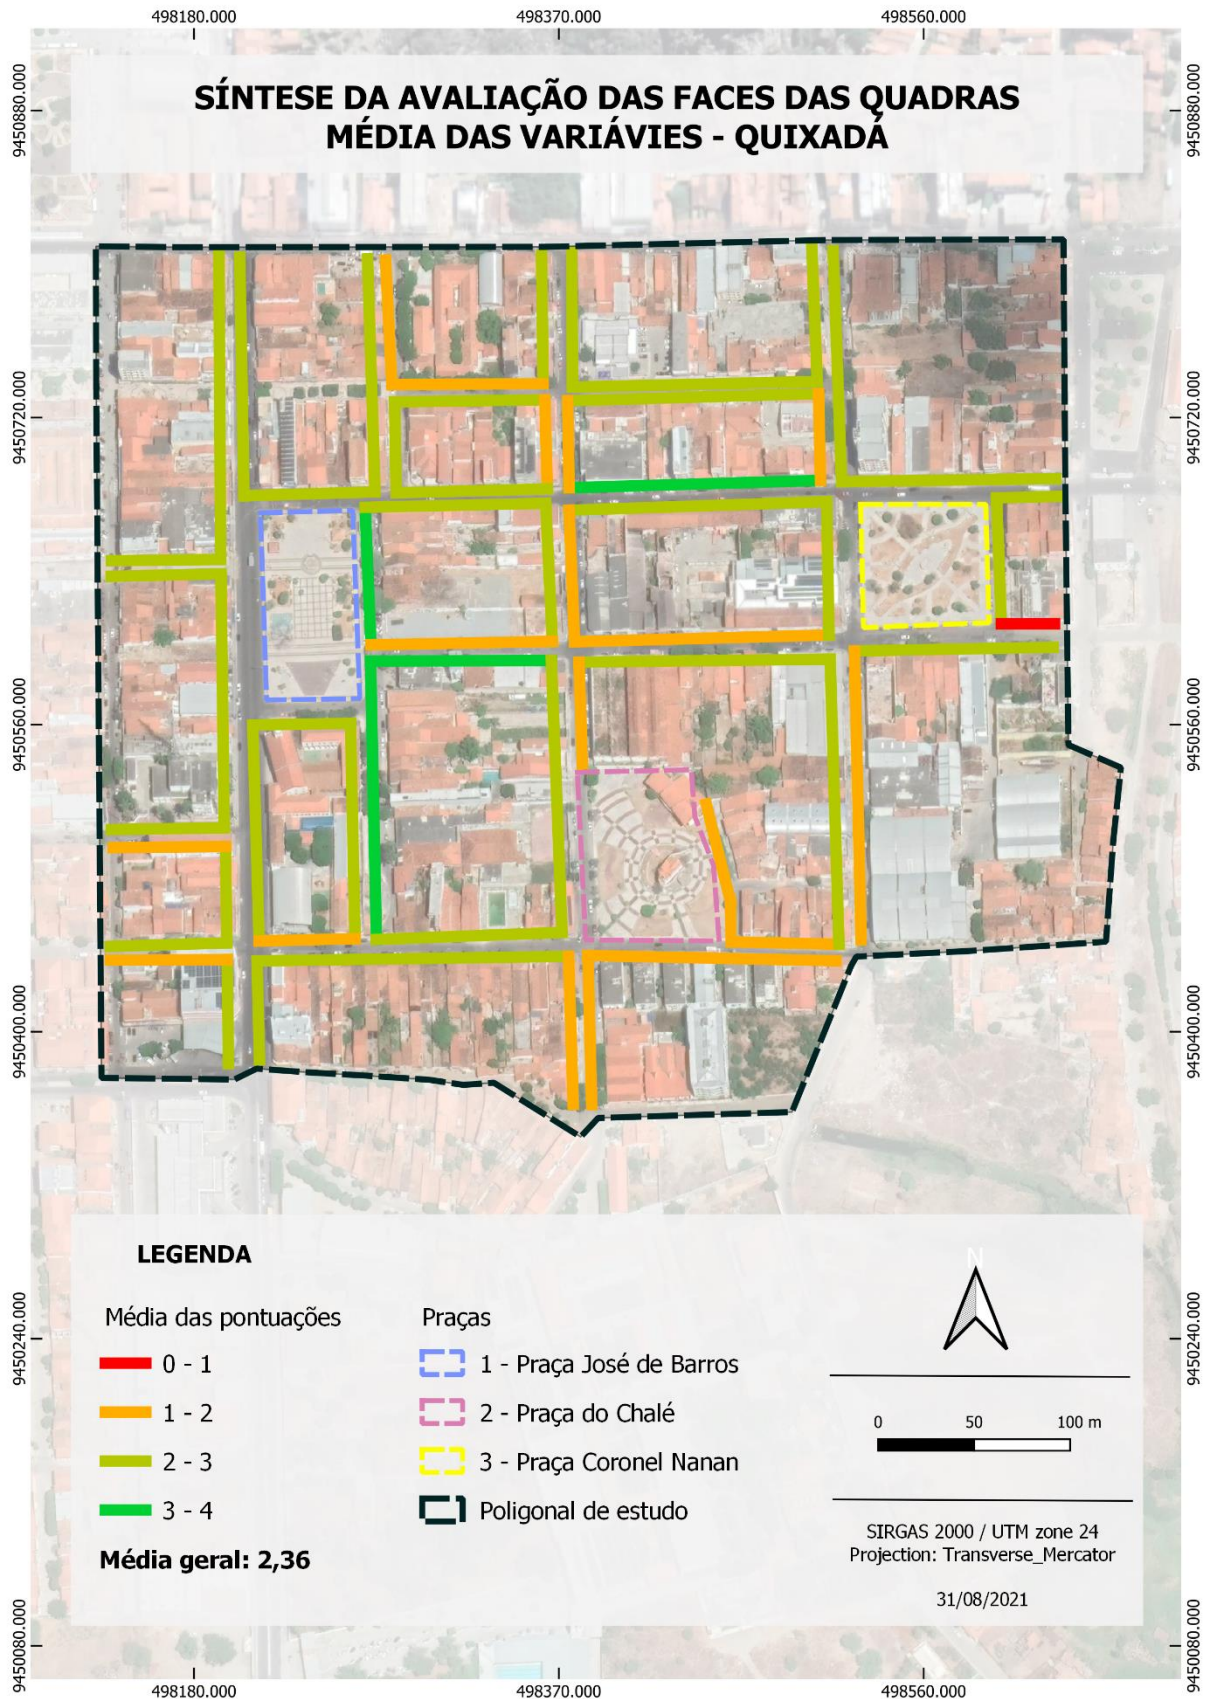 498180.000 498370.000 498560.000
SÍNTESE DA AVALIAÇÃO DAS FACES DAS QUADRAS
MÉDIA DAS VARIÁVIES - QUIXADÁ
9450880.000 9450880.000
9450720.000 9450720.000
9450560.000 9450560.000
9450400.000 9450400.000
9450240.000 9450240.000
9450080.000 9450080.000
LEGENDA
Média das pontuações
0 - 1
1 - 2
2 - 3
3 - 4
Média geral: 2,36
Praças
1 - Praça José de Barros
2 - Praça do Chalé
3 - Praça Coronel Nanan
Poligonal de estudo
N
0 50 100 m
SIRGAS 2000 / UTM zone 24
Projection: Transverse_Mercator
31/08/2021
498180.000 498370.000 498560.000